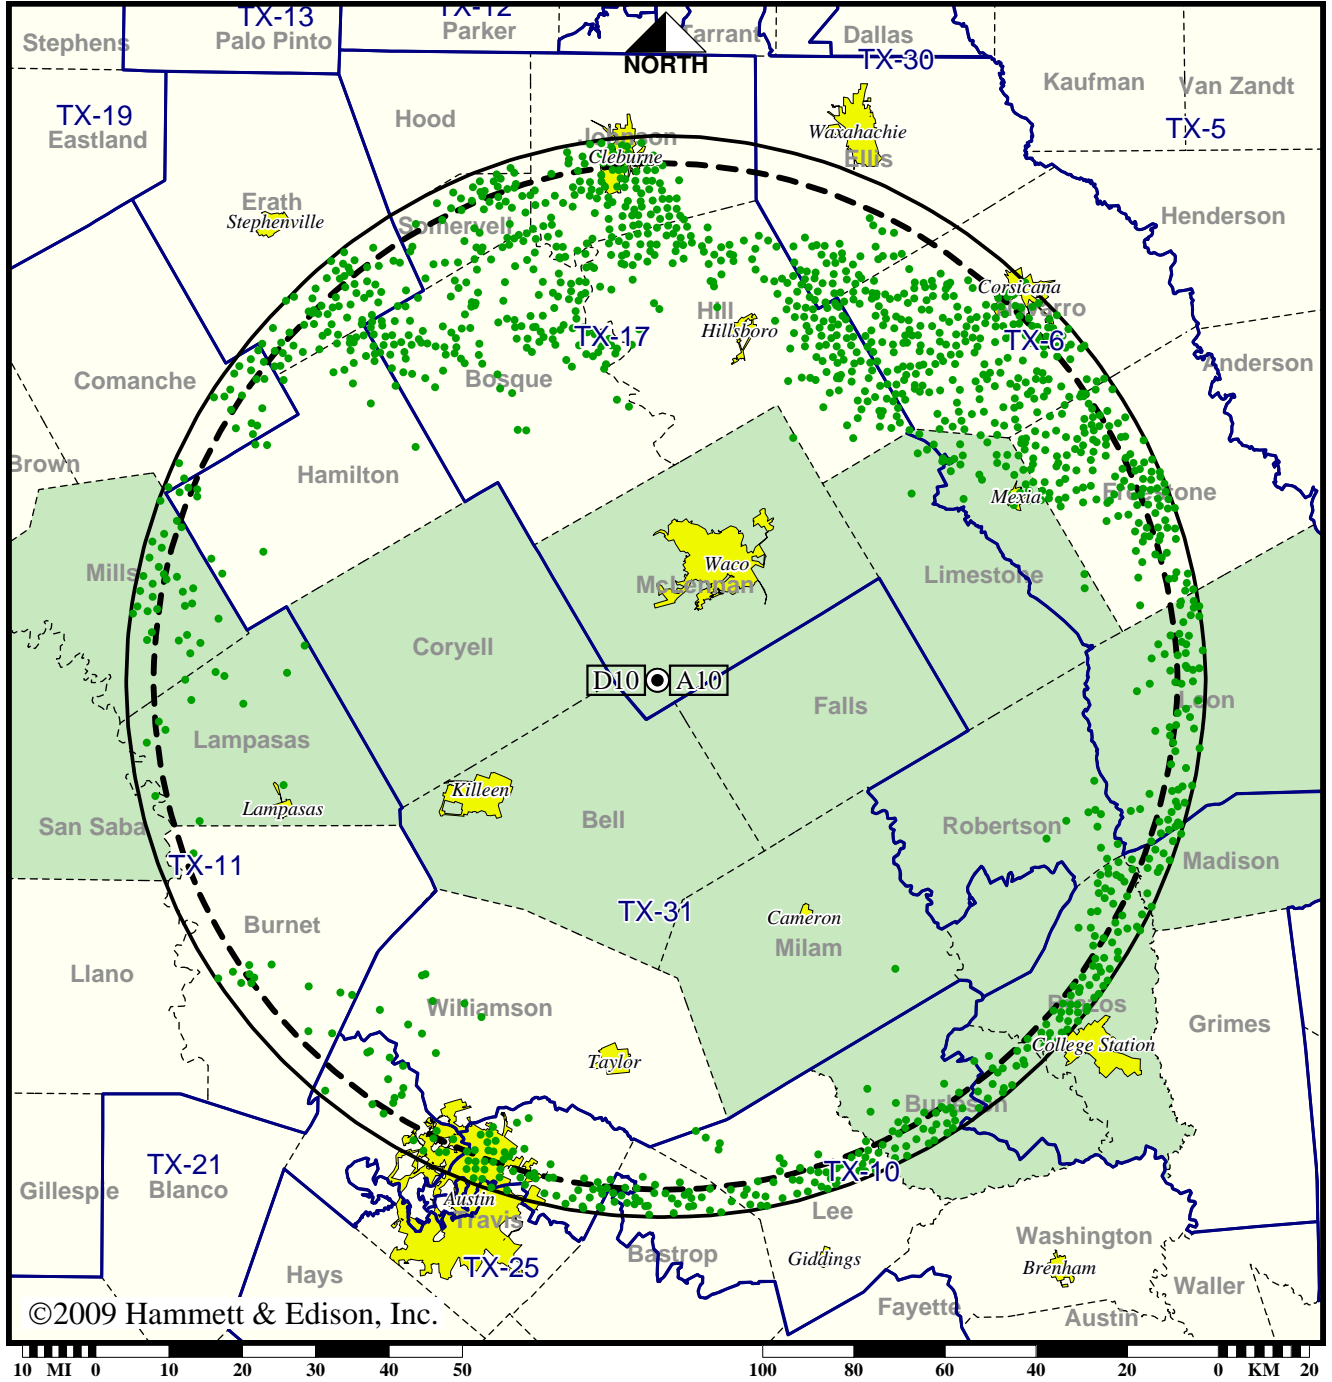 TX-13
TX-12
Stephens
Palo Pinto
Parker
Tarrant
Dallas
NORTH
TX-30
Kaufman
Van Zandt
TX-19
Eastland
Hood
Johnson
Cleburne
Waxahachie
Ellis
TX-5
Erath
Stephenville
Somervell
Henderson
Corsicana
Navarro
Hill
Hillsboro
TX-17
TX-6
Anderson
Comanche
Bosque
Brown
Hamilton
Mexia
Freestone
Mills
Waco
McLennan
Limestone
Coryell
D10
A10
Falls
Leon
Lampasas
Killeen
Lampasas
San Saba
Bell
Robertson
TX-11
Madison
Burnet
TX-31
Cameron
Milam
Llano
Williamson
Brazos
Grimes
College Station
Taylor
Burleson
TX-21
Gillespie
Blanco
TX-10
Austin
Travis
Lee
Washington
Hays
TX-25
Bastrop
Giddings
Brenham
Waller
Fayette
Austin
©2009 Hammett & Edison, Inc.
10 MI 0 10 20 30 40 50
100 80 60 40 20 0 KM 20